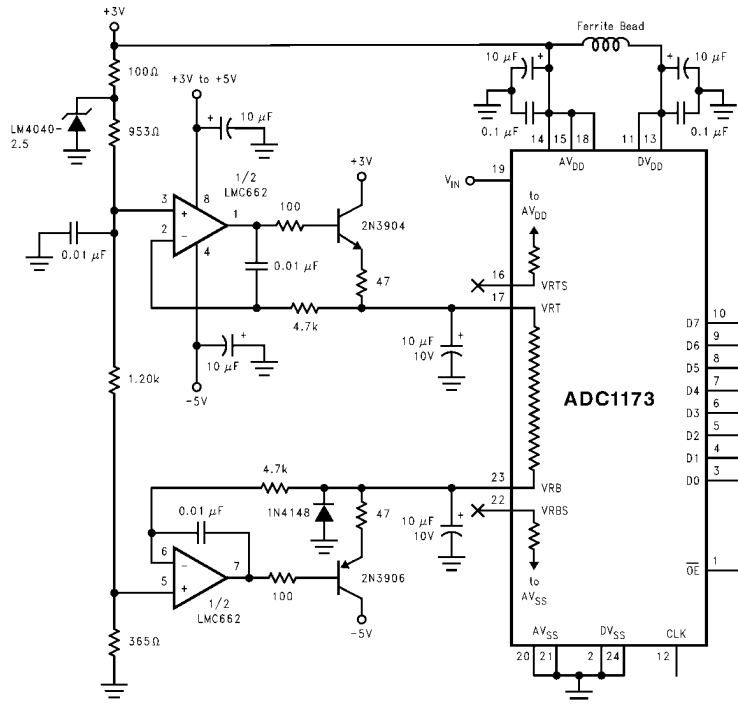 +3V
Ferrite Bead
100Ω
+3V to +5V
10 µF
10 µF
10 µF
LM4040-
2.5
953Ω
0.1 µF
0.1 µF
14 15 18
11 13
AVDD
DVDD
1/2
LMC662
+3V
19
VIN
to
AVDD
3
8
1
100
2N3904
2
4
+
-
0.01 µF
0.01 µF
47
16
VRTS
17
VRT
4.7k
10
D7
9
D6
10 µF
10V
8
D5
10 µF
1.20k
-5V
7
D4
ADC1173
6
D3
5
D2
4
D1
4.7k
23
VRB
3
D0
0.01 µF
1N4148
47
22
VRBS
10 µF
10V
6
-
7
5
+
100
2N3906
to
AVSS
1
OE
1/2
LMC662
-5V
365Ω
AVSS
DVSS
CLK
20 21
2 24
12